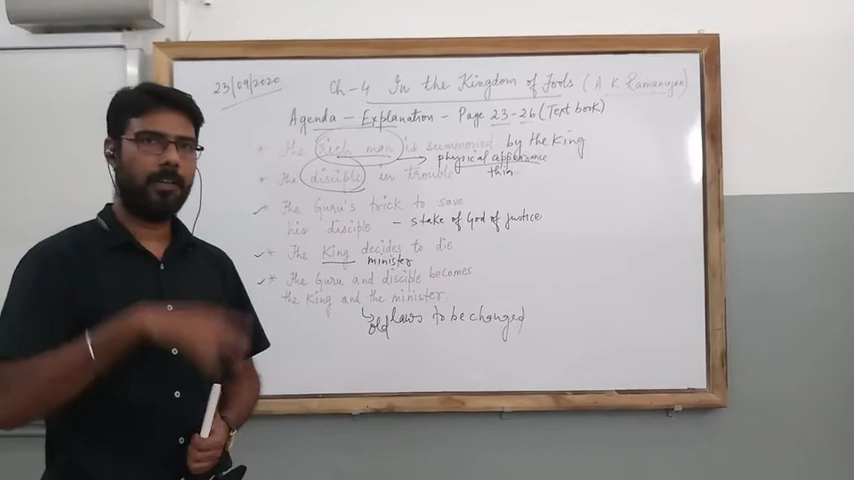 23/09/2020
Ch-4 In the Kingdom of Fools (A K Ramanujan)
Agenda - Explanation - Page 23-26 (Text book)
* The rich man is summoned by the King
→ physical appearance
* The disciple in trouble
thin
✓ * The Guru's trick to save
his disciple - stake of God of justice
✓ * The King decides to die
minister
✓ * The Guru and disciple becomes
the King and the minister.
↳ old laws to be changed